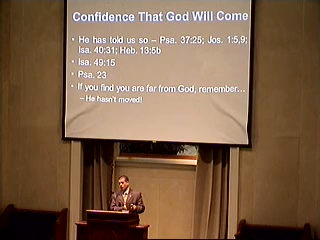 Confidence That God Will Come
• He has told us so – Psa. 37:25; Jos. 1:5,9;
Isa. 40:31; Heb. 13:5b
• Isa. 49:15
• Psa. 23
• If you find you are far from God, remember...
– He hasn't moved!